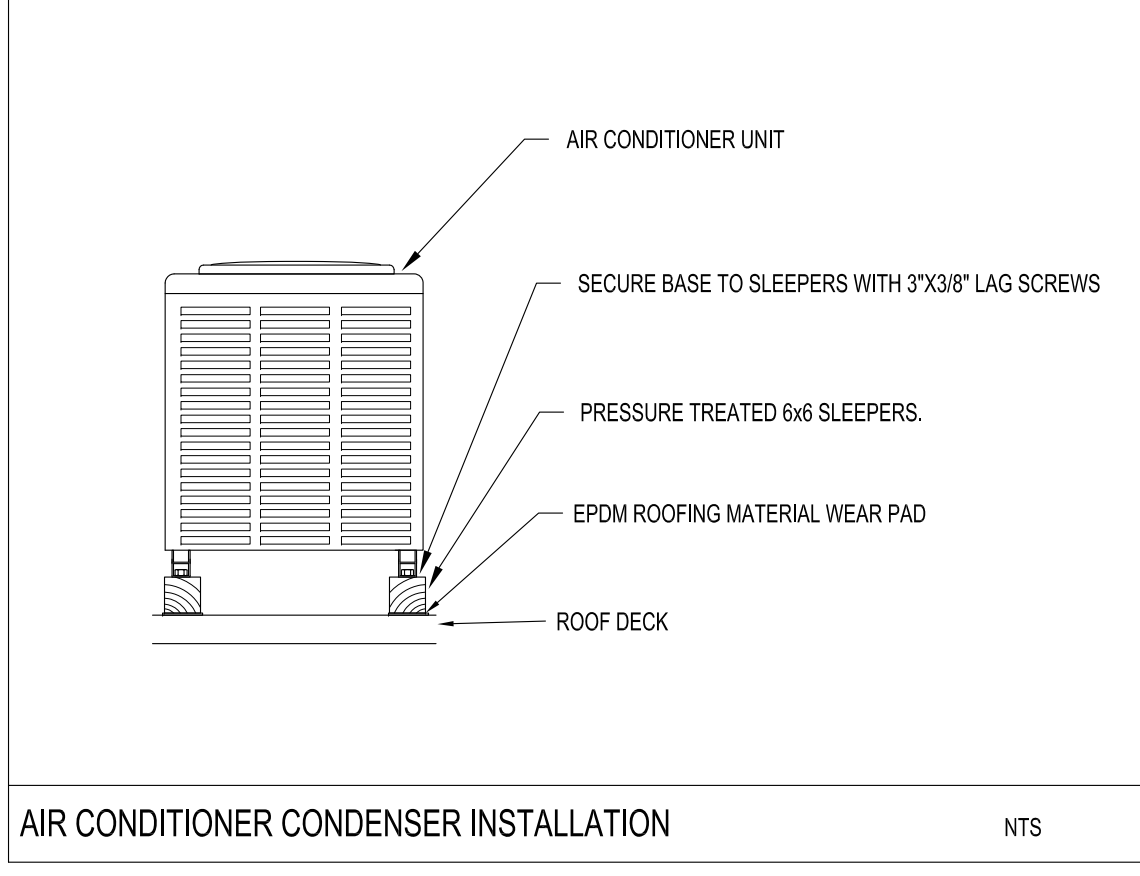 AIR CONDITIONER UNIT
SECURE BASE TO SLEEPERS WITH 3"X3/8" LAG SCREWS
PRESSURE TREATED 6x6 SLEEPERS.
EPDM ROOFING MATERIAL WEAR PAD
ROOF DECK
AIR CONDITIONER CONDENSER INSTALLATION
NTS